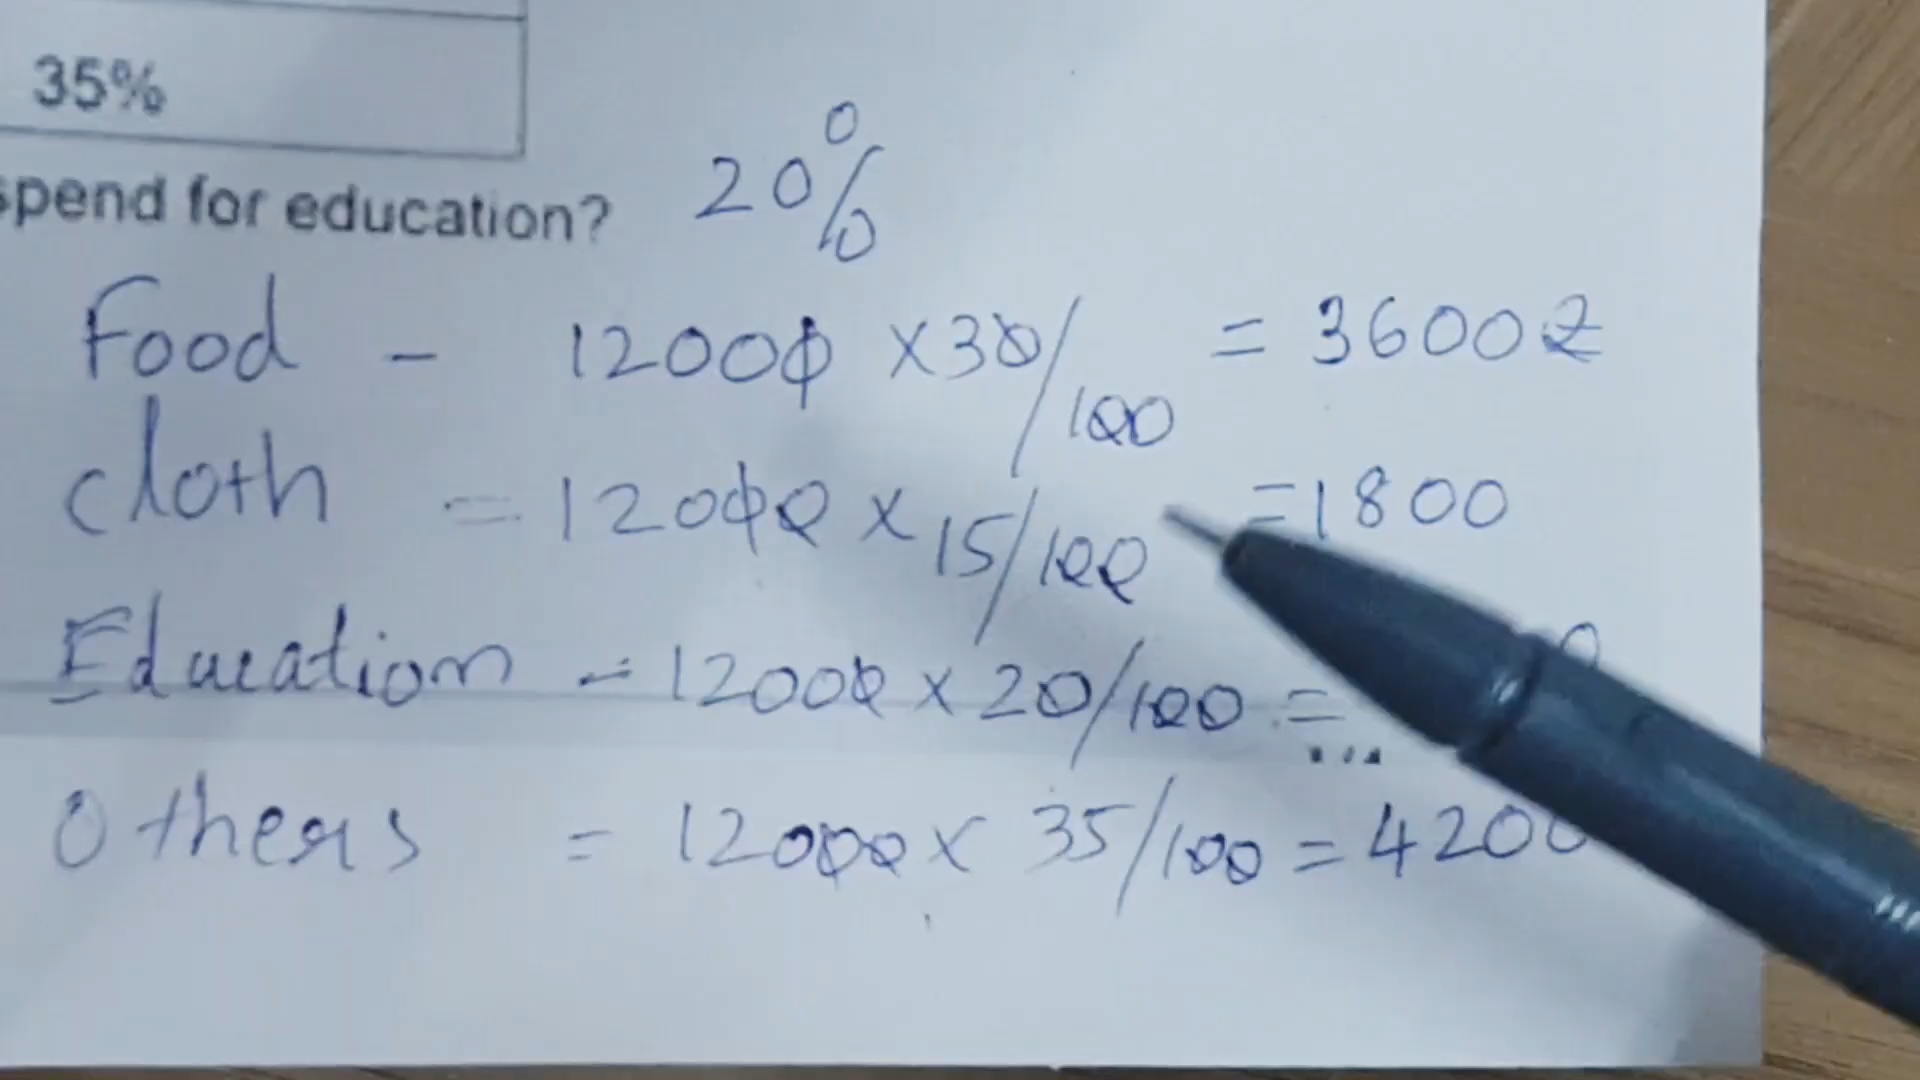 35%
spend for education? 20%
Food - 12000 x 30/100 = 3600₹
cloth = 12000 x 15/100 = 1800
Education = 12000 x 20/100 =
Others = 12000 x 35/100 = 4200